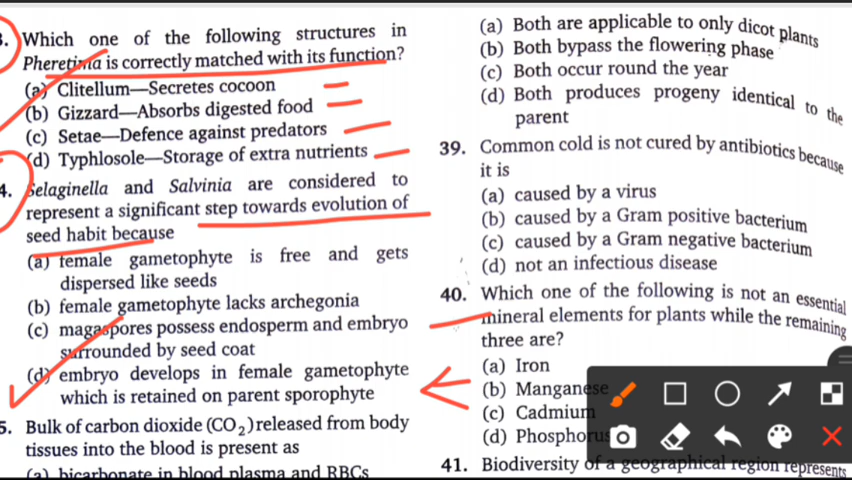 3. Which one of the following structures in
Pheretima is correctly matched with its function?
(a) Clitellum—Secretes cocoon
(b) Gizzard—Absorbs digested food
(c) Setae—Defence against predators
(d) Typhlosole—Storage of extra nutrients
4. Selaginella and Salvinia are considered to
represent a significant step towards evolution of
seed habit because
(a) female gametophyte is free and gets
dispersed like seeds
(b) female gametophyte lacks archegonia
(c) magaspores possess endosperm and embryo
surrounded by seed coat
(d) embryo develops in female gametophyte
which is retained on parent sporophyte
5. Bulk of carbon dioxide (CO₂) released from body
tissues into the blood is present as
(a) bicarbonate in blood plasma and RBCs
(a) Both are applicable to only dicot plants
(b) Both bypass the flowering phase
(c) Both occur round the year
(d) Both produces progeny identical to the
parent
39. Common cold is not cured by antibiotics because
it is
(a) caused by a virus
(b) caused by a Gram positive bacterium
(c) caused by a Gram negative bacterium
(d) not an infectious disease
40. Which one of the following is not an essential
mineral elements for plants while the remaining
three are?
(a) Iron
(b) Manganese
(c) Cadmium
(d) Phosphorus
41. Biodiversity of a geographical region represents